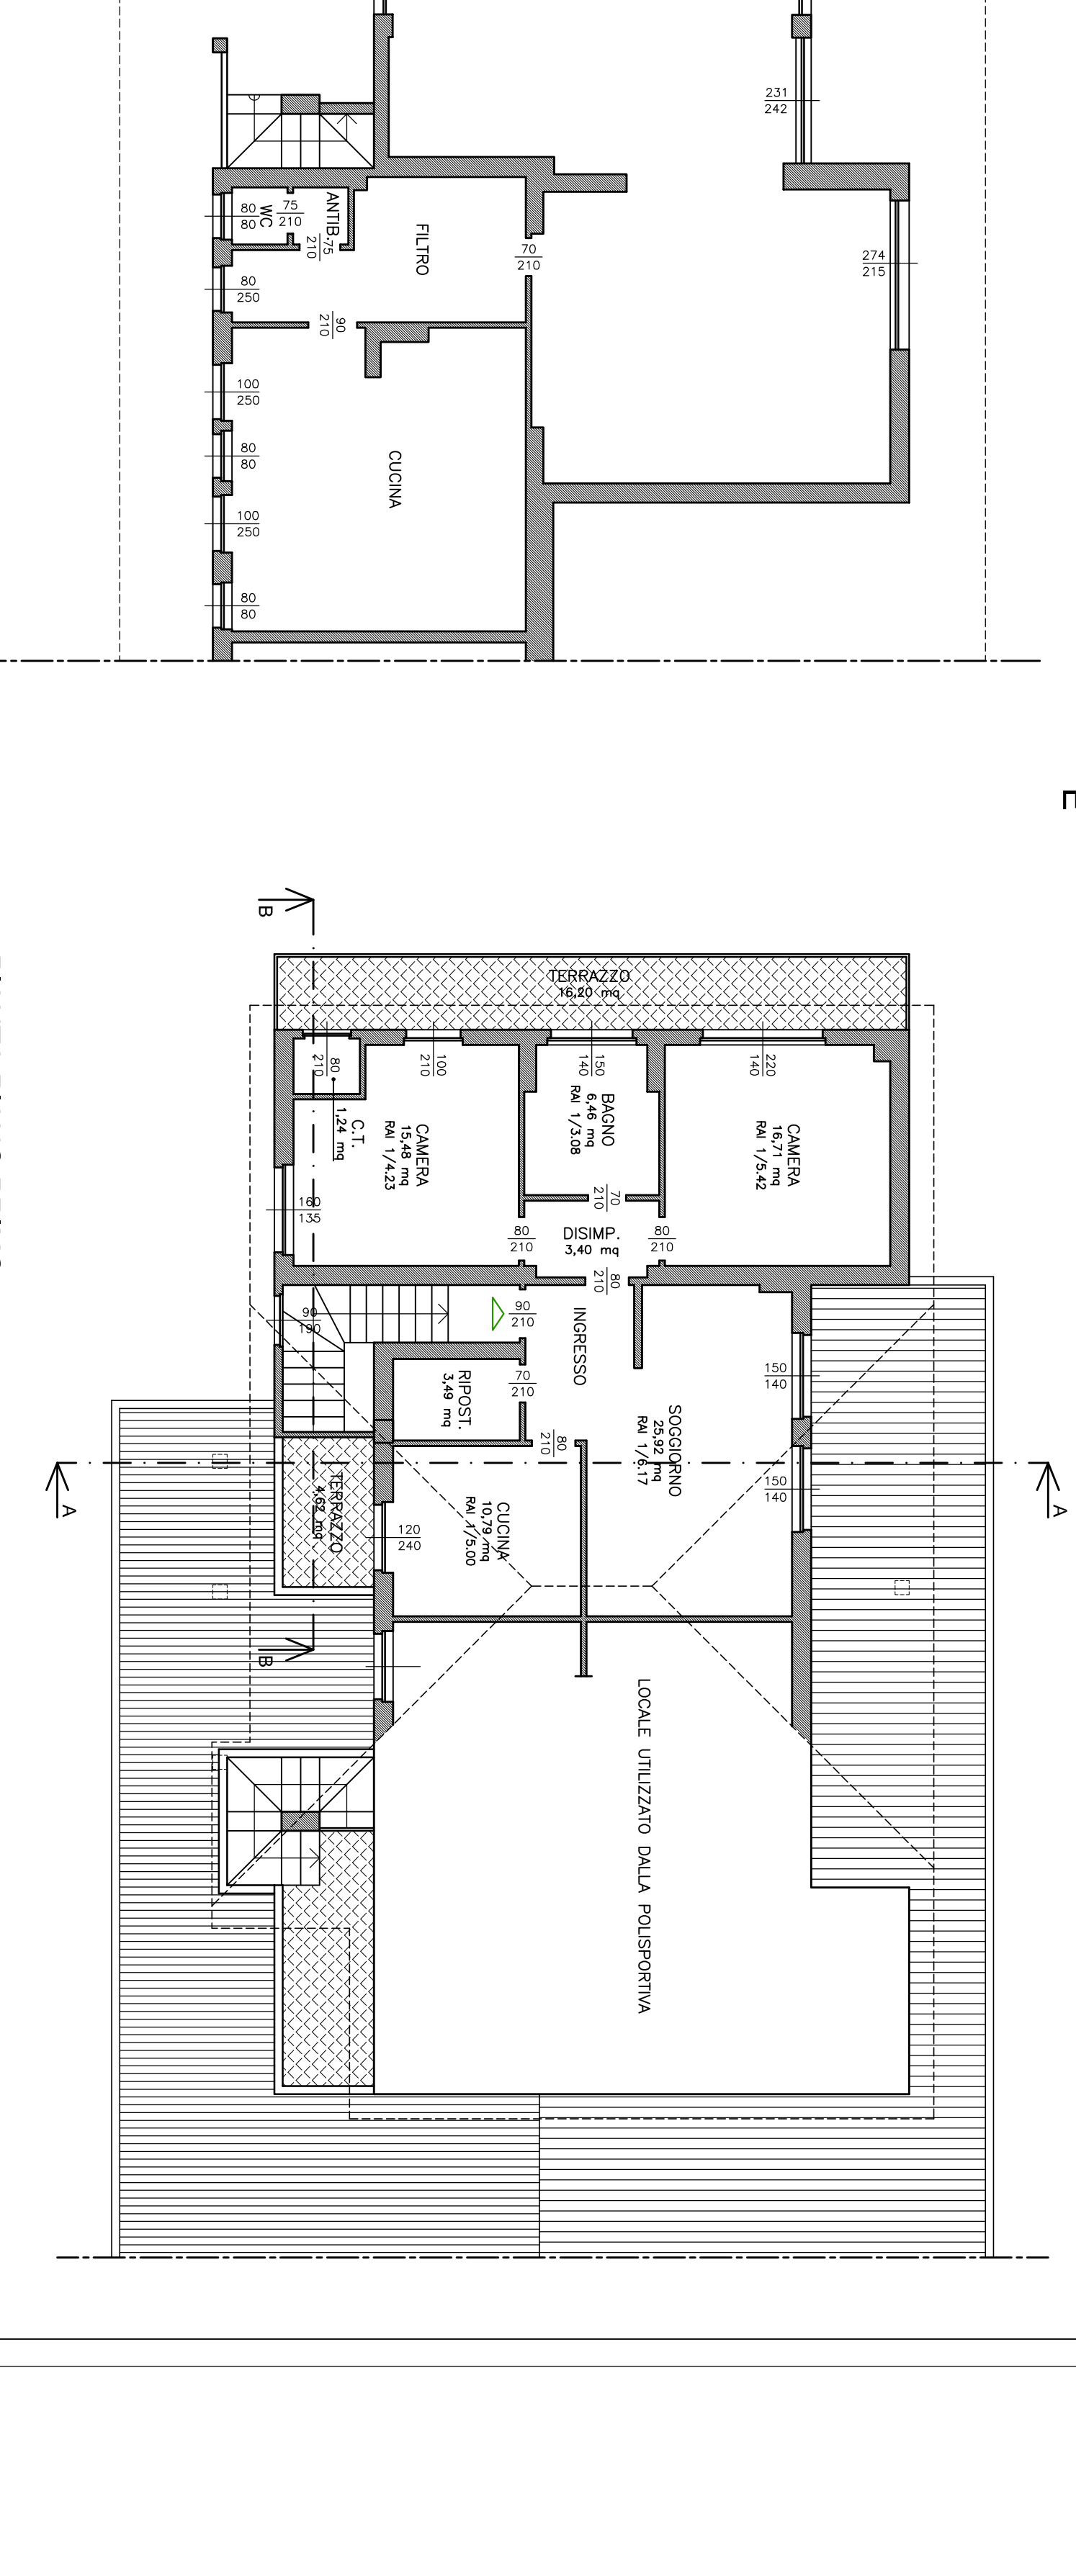 231
242
274
215
80
80
WC
75
210
ANTIB.
75
210
FILTRO
70
210
80
250
90
210
100
250
80
80
CUCINA
100
250
80
80
B
TERRAZZO
16,20 mq
80
210
100
210
150
140
220
140
C.T.
1,24 mq
CAMERA
15,48 mq
RAI 1/4.23
BAGNO
6,46 mq
RAI 1/3.08
CAMERA
16,71 mq
RAI 1/5.42
160
135
70
210
80
210
DISIMP.
3,40 mq
80
210
80
210
90
190
90
210
INGRESSO
150
140
RIPOST.
3,49 mq
70
210
80
210
SOGGIORNO
25,92 mq
RAI 1/6.17
150
140
A
A
TERRAZZO
4,62 mq
120
240
CUCINA
10,79 mq
RAI 1/5.00
B
LOCALE UTILIZZATO DALLA POLISPORTIVA